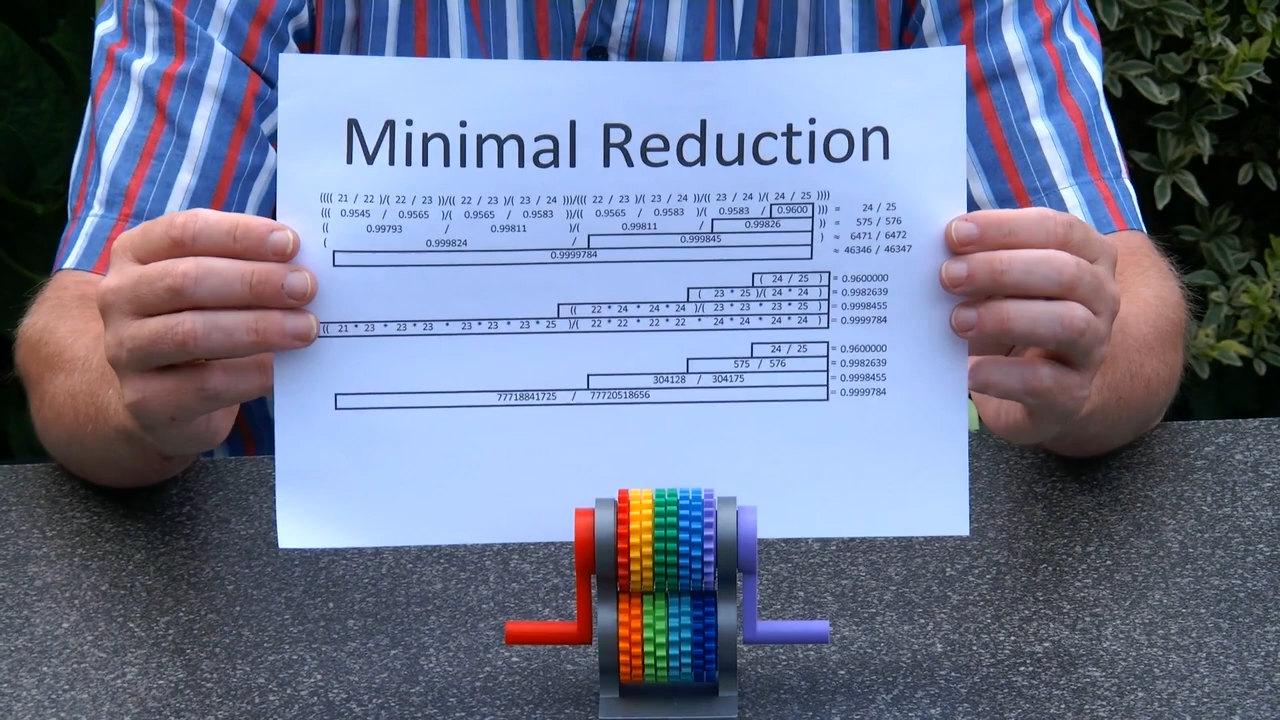 Minimal Reduction
(((( 21 / 22 )/( 22 / 23 ))/(( 22 / 23 )/( 23 / 24 )))/((( 22 / 23 )/( 23 / 24 ))/(( 23 / 24 )/( 24 / 25 ))))
((( 0.9545 / 0.9565 )/( 0.9565 / 0.9583 ))/(( 0.9565 / 0.9583 )/( 0.9583 / 0.9600 ))) = 24 / 25
(( 0.99793 / 0.99811 )/( 0.99811 / 0.99826 )) = 575 / 576
( 0.999824 / 0.999845 ) ≈ 6471 / 6472
0.9999784 ≈ 46346 / 46347
( 24 / 25 ) = 0.9600000
( 23 * 25 )/( 24 * 24 ) = 0.9982639
(( 22 * 24 * 24 * 24 )/( 23 * 23 * 23 * 25 ) = 0.9998455
(( 21 * 23 * 23 * 23 * 23 * 23 * 23 * 25 )/( 22 * 22 * 22 * 22 * 24 * 24 * 24 * 24 ) = 0.9999784
24 / 25 = 0.9600000
575 / 576 = 0.9982639
304128 / 304175 = 0.9998455
77718841725 / 77720518656 = 0.9999784